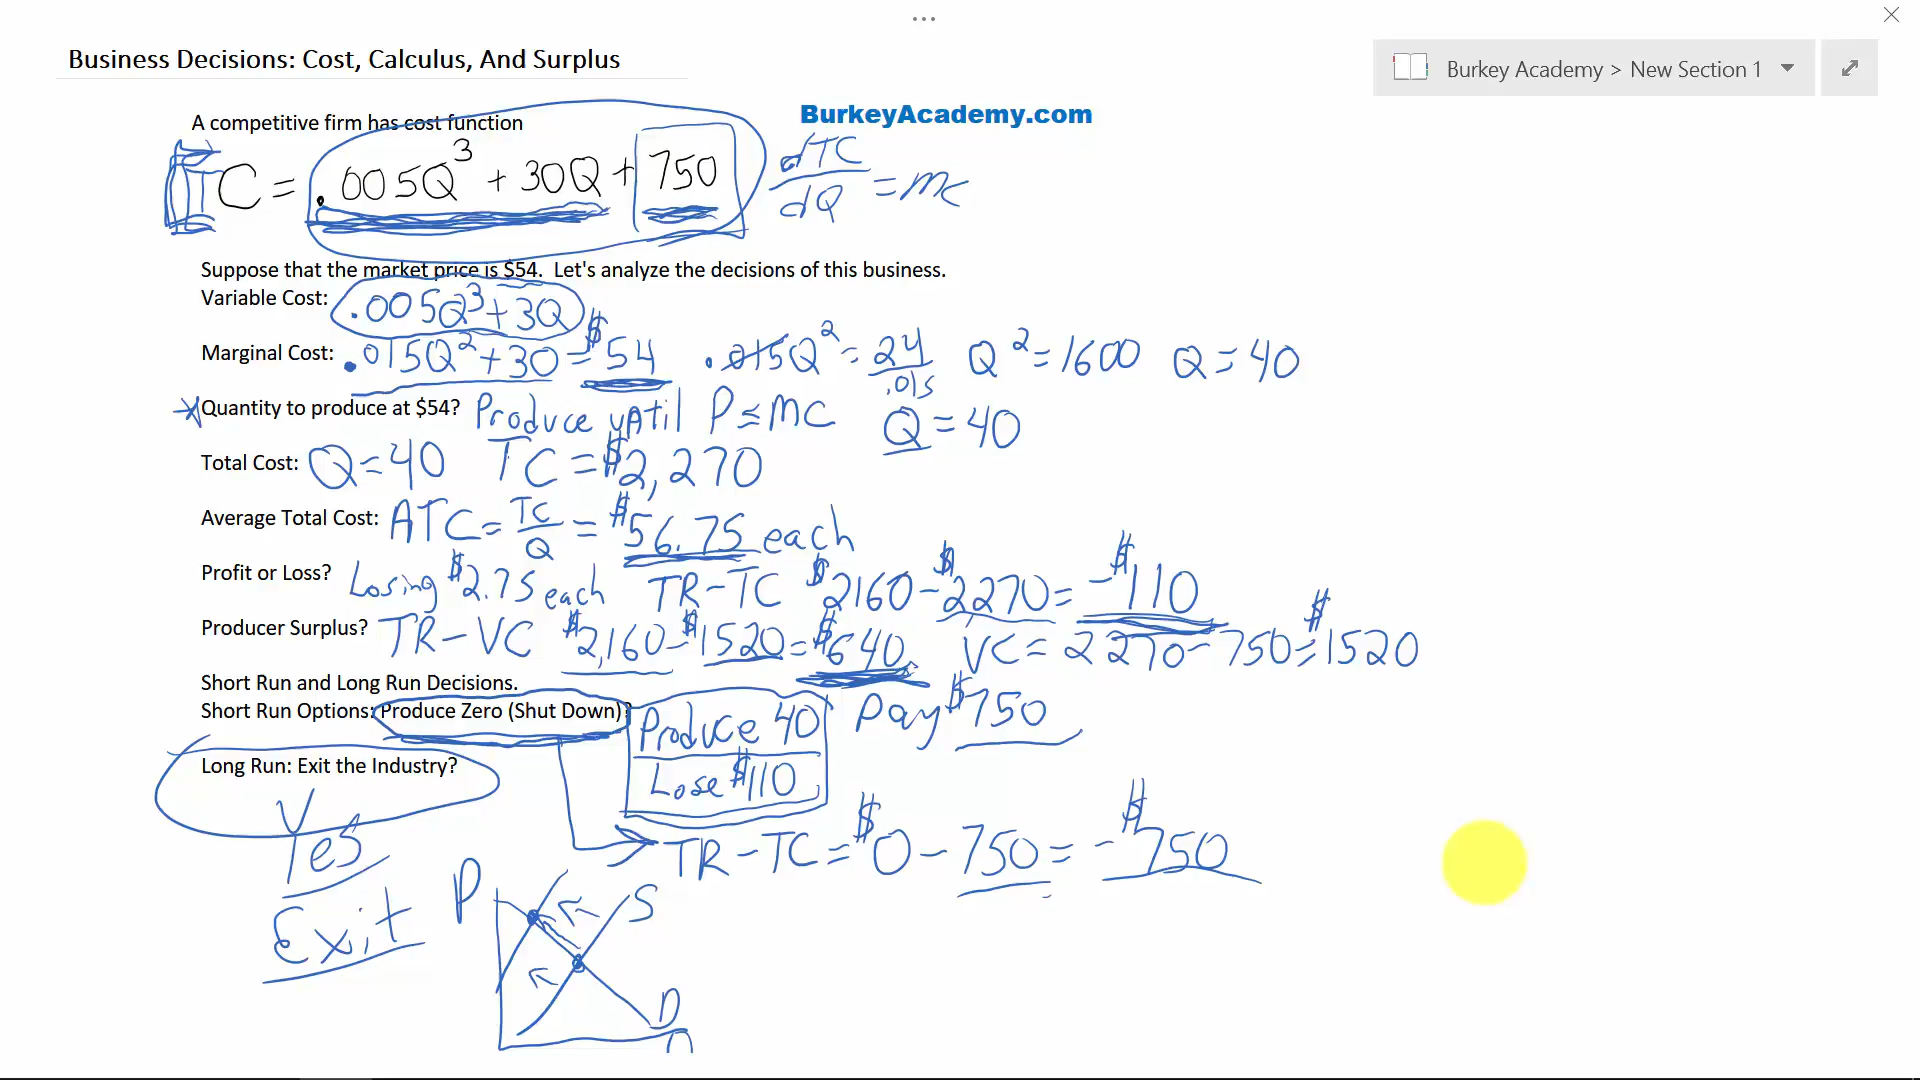 ...
Business Decisions: Cost, Calculus, And Surplus
Burkey Academy > New Section 1
BurkeyAcademy.com
A competitive firm has cost function
TC = .005Q³ + 30Q + 750 dTC/dQ = MC
Suppose that the market price is $54. Let's analyze the decisions of this business.
Variable Cost: .005Q³ + 3Q
Marginal Cost: .015Q² + 30 = $54 .015Q² = 24/.015 Q² = 1600 Q = 40
Quantity to produce at $54? Produce until P ≤ MC Q = 40
Total Cost: Q = 40 TC = $2,270
Average Total Cost: ATC = TC/Q = $56.75 each
Profit or Loss? Losing $2.75 each TR - TC $2160 - $2270 = -$110
Producer Surplus? TR - VC $2,160 - $1520 = $640 VC = 2270 - 750 = $1520
Short Run and Long Run Decisions.
Short Run Options: Produce Zero (Shut Down)? Produce 40 Pay $750
Lose $110
Long Run: Exit the Industry?
Yes
TR - TC = $0 - 750 = -$750
Exit
P
S
D
Q